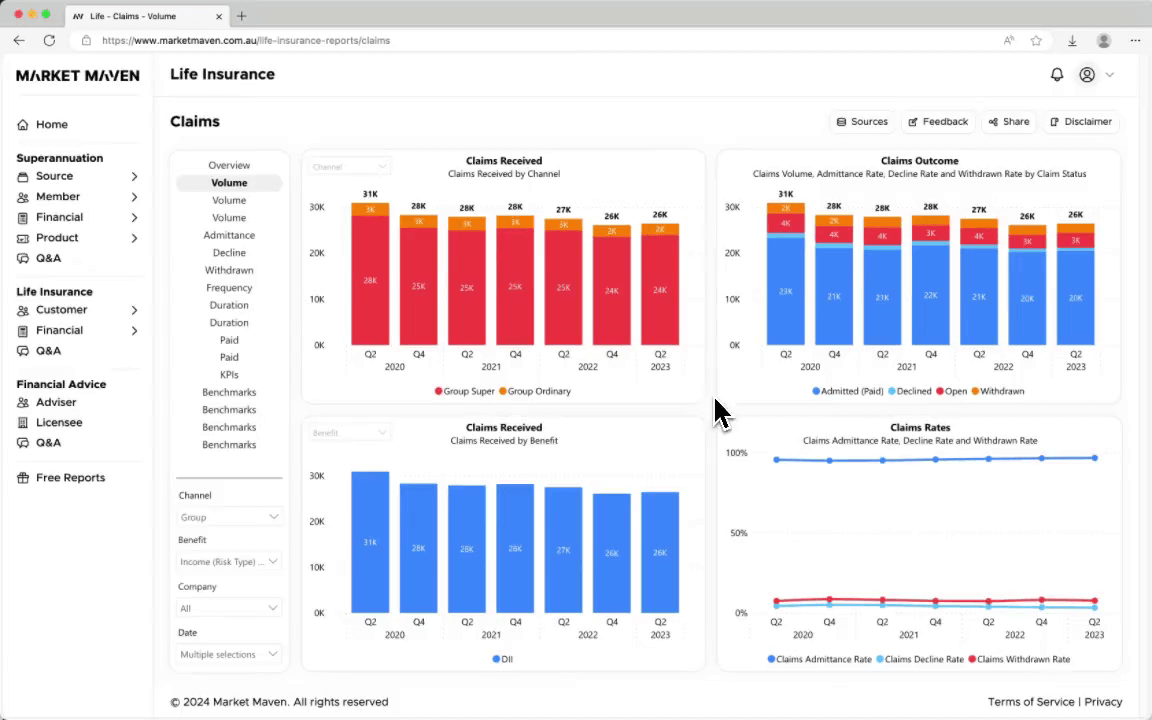 Life - Claims - Volume
https://www.marketmaven.com.au/life-insurance-reports/claims
MARKET MAVEN
Home
Superannuation
Source
Member
Financial
Product
Q&A
Life Insurance
Customer
Financial
Q&A
Financial Advice
Adviser
Licensee
Q&A
Free Reports
Life Insurance
Claims
Sources
Feedback
Share
Disclaimer
Overview
Volume
Volume
Volume
Admittance
Decline
Withdrawn
Frequency
Duration
Duration
Paid
Paid
KPIs
Benchmarks
Benchmarks
Benchmarks
Benchmarks
Channel
Group
Benefit
Income (Risk Type) ...
Company
All
Date
Multiple selections
Channel
Claims Received
Claims Received by Channel
31K 28K 28K 28K 27K 26K 26K
30K 3K 3K 3K 3K 3K 2K 2K
20K
28K 25K 25K 25K 25K 24K 24K
10K
0K
Q2 Q4 Q2 Q4 Q2 Q4 Q2
2020 2021 2022 2023
Group Super Group Ordinary
Claims Outcome
Claims Volume, Admittance Rate, Decline Rate and Withdrawn Rate by Claim Status
31K 28K 28K 28K 27K 26K 26K
30K 2K 2K
4K 4K 4K 3K 4K 3K 3K
20K
23K 21K 21K 22K 21K 20K 20K
10K
0K
Q2 Q4 Q2 Q4 Q2 Q4 Q2
2020 2021 2022 2023
Admitted (Paid) Declined Open Withdrawn
Benefit
Claims Received
Claims Received by Benefit
30K
20K
31K 28K 28K 28K 27K 26K 26K
10K
0K
Q2 Q4 Q2 Q4 Q2 Q4 Q2
2020 2021 2022 2023
DII
Claims Rates
Claims Admittance Rate, Decline Rate and Withdrawn Rate
100%
50%
0%
Q2 Q4 Q2 Q4 Q2 Q4 Q2
2020 2021 2022 2023
Claims Admittance Rate Claims Decline Rate Claims Withdrawn Rate
© 2024 Market Maven. All rights reserved
Terms of Service | Privacy